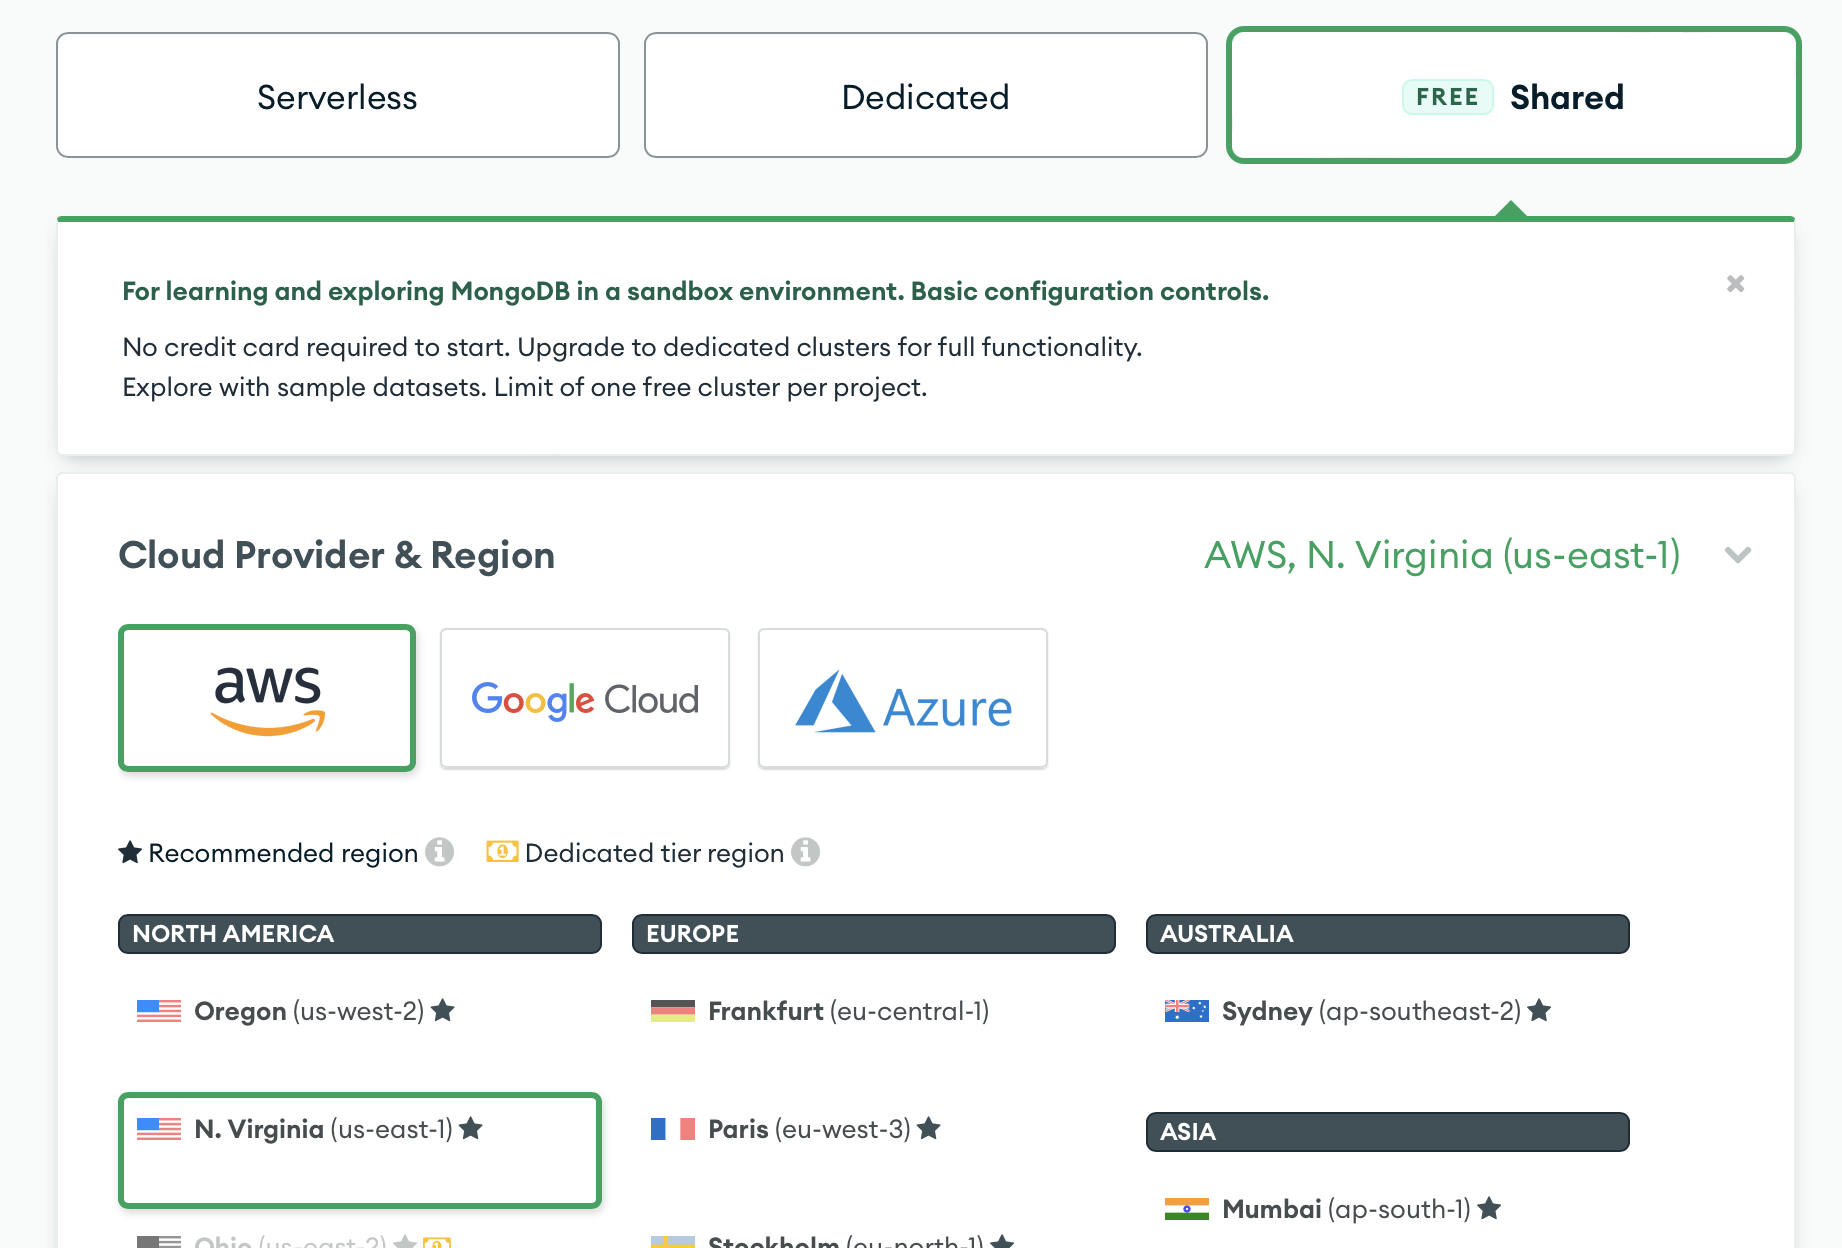 Serverless
Dedicated
FREE Shared
For learning and exploring MongoDB in a sandbox environment. Basic configuration controls.
No credit card required to start. Upgrade to dedicated clusters for full functionality.
Explore with sample datasets. Limit of one free cluster per project.
Cloud Provider & Region
AWS, N. Virginia (us-east-1)
aws
Google Cloud
Azure
Recommended region
Dedicated tier region
NORTH AMERICA
Oregon (us-west-2)
N. Virginia (us-east-1)
Ohio (us-east-2)
EUROPE
Frankfurt (eu-central-1)
Paris (eu-west-3)
Stockholm (eu-north-1)
AUSTRALIA
Sydney (ap-southeast-2)
ASIA
Mumbai (ap-south-1)